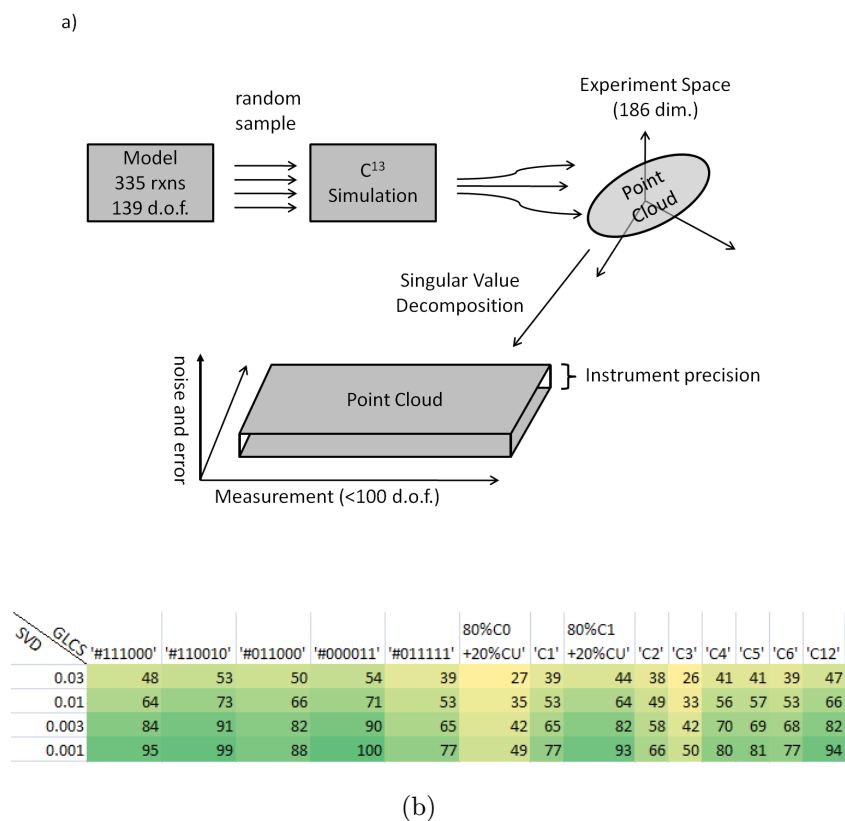 a)
random
sample
Experiment Space
(186 dim.)
Model
335 rxns
139 d.o.f.
C¹³
Simulation
Point
Cloud
Singular Value
Decomposition
noise and error
Point Cloud
Instrument precision
Measurement (<100 d.o.f.)
SVD GLCS '#111000' '#110010' '#011000' '#000011' '#011111' 80%C0 +20%CU' 'C1' 80%C1 +20%CU' 'C2' 'C3' 'C4' 'C5' 'C6' 'C12'
0.03 48 53 50 54 39 27 39 44 38 26 41 41 39 47
0.01 64 73 66 71 53 35 53 64 49 33 56 57 53 66
0.003 84 91 82 90 65 42 65 82 58 42 70 69 68 82
0.001 95 99 88 100 77 49 77 93 66 50 80 81 77 94
(b)